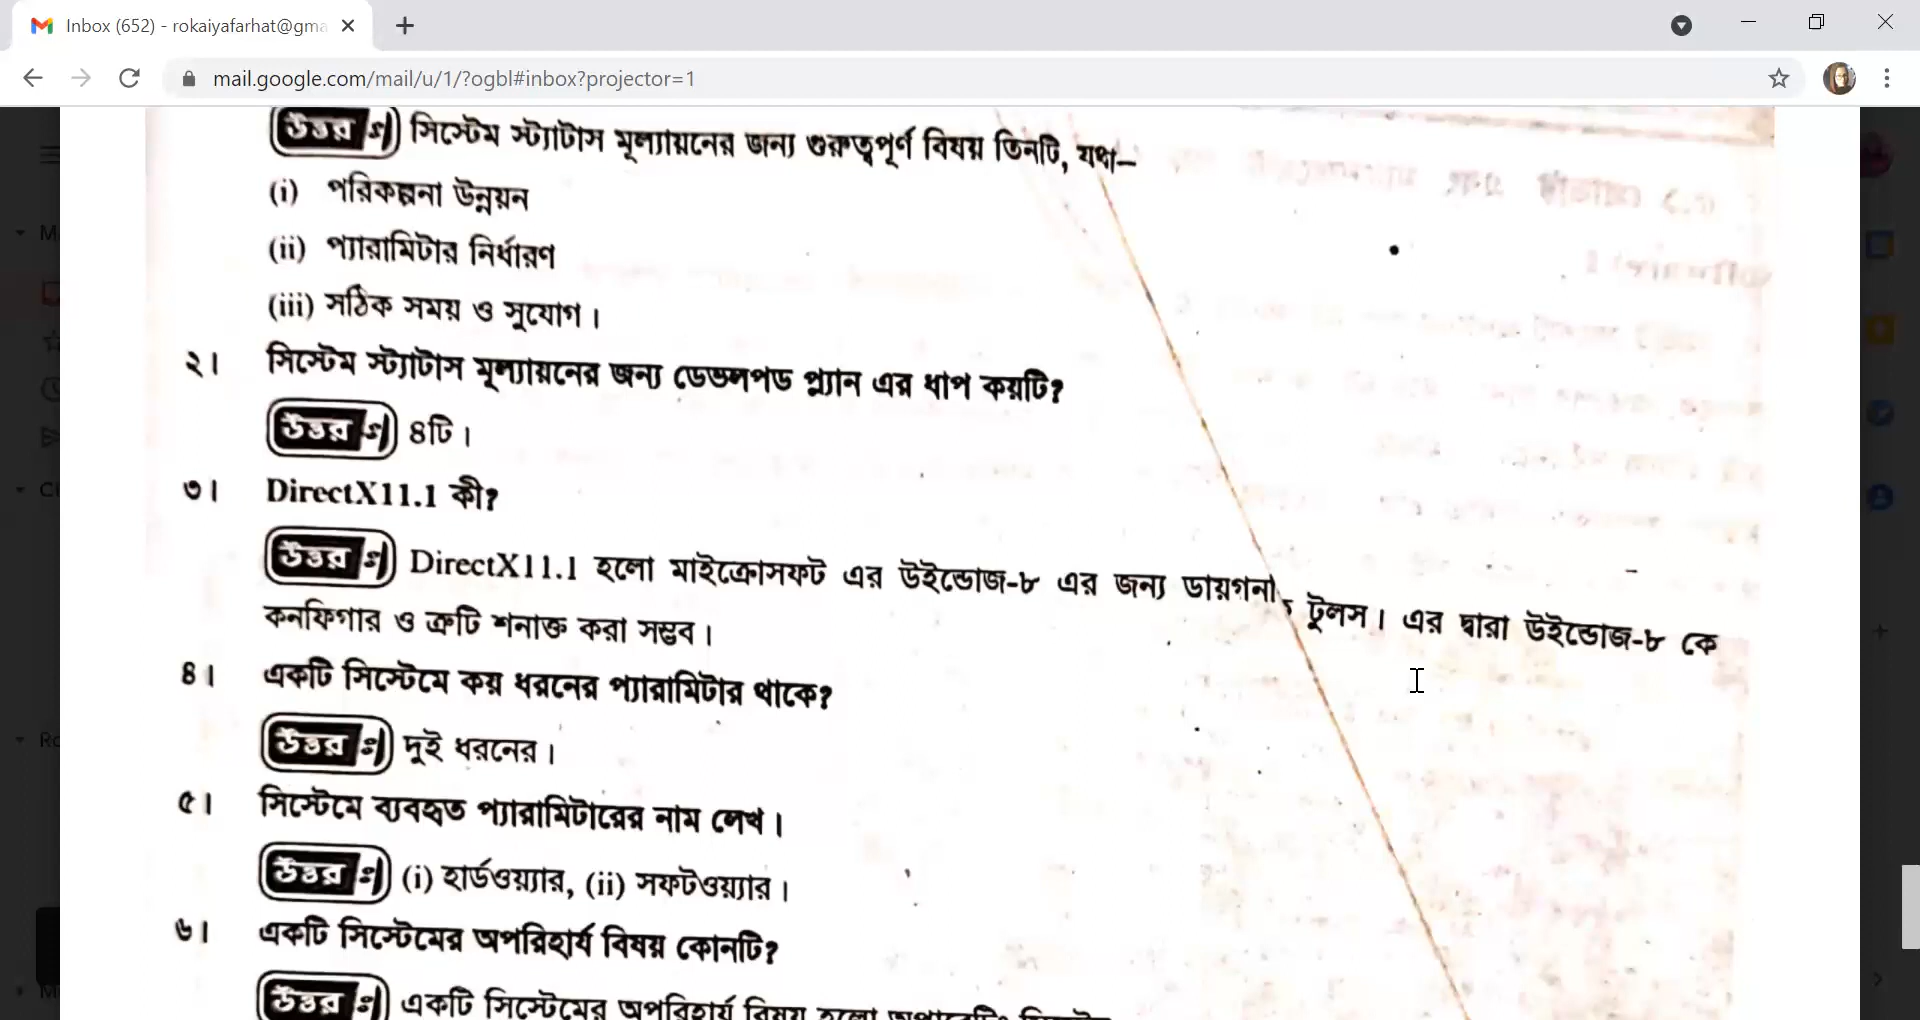 Inbox (652) - rokaiyafarhat@gma
mail.google.com/mail/u/1/?ogbl#inbox?projector=1
উত্তর ঃ সিস্টেম স্ট্যাটাস মূল্যায়নের জন্য গুরুত্বপূর্ণ বিষয় তিনটি, যথা–
(i) পরিকল্পনা উন্নয়ন
(ii) প্যারামিটার নির্ধারণ
(iii) সঠিক সময় ও সুযোগ।
২। সিস্টেম স্ট্যাটাস মূল্যায়নের জন্য ডেভলপড প্ল্যান এর ধাপ কয়টি?
উত্তর ঃ ৪টি।
৩। DirectX11.1 কী?
উত্তর ঃ DirectX11.1 হলো মাইক্রোসফট এর উইন্ডোজ-৮ এর জন্য টুলস। এর দ্বারা উইন্ডোজ-৮ কে
কনফিগার ও ত্রুটি শনাক্ত করা সম্ভব।
৪। একটি সিস্টেমে কয় ধরনের প্যারামিটার থাকে?
উত্তর ঃ দুই ধরনের।
৫। সিস্টেমে ব্যবহৃত প্যারামিটারের নাম লেখ।
উত্তর ঃ (i) হার্ডওয়্যার, (ii) সফটওয়্যার।
৬। একটি সিস্টেমের অপরিহার্য বিষয় কোনটি?
উত্তর ঃ একটি সিস্টেমের অপরিহার্য বিষয় হলো